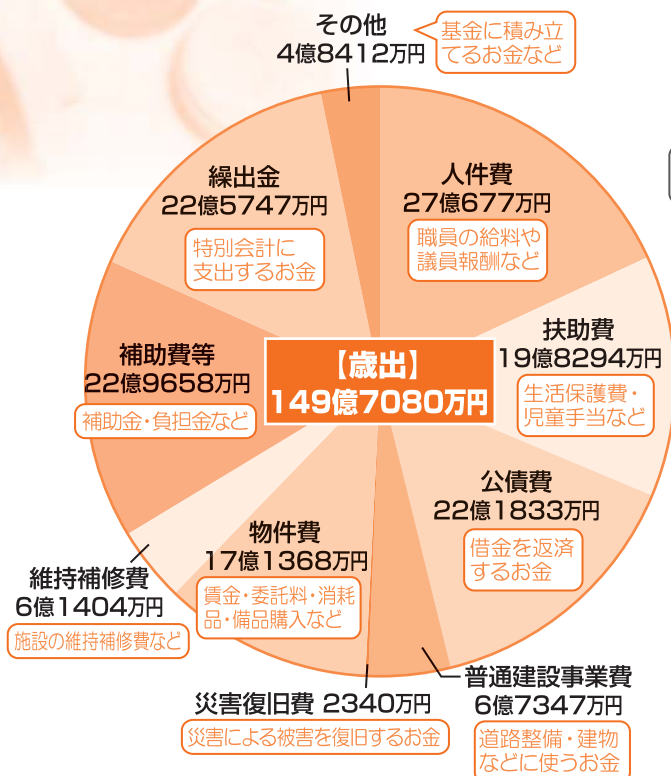 その他
4億8412万円
基金に積み立
てるお金など
人件費
27億677万円
職員の給料や
議員報酬など
扶助費
19億8294万円
生活保護費・
児童手当など
公債費
22億1833万円
借金を返済
するお金
普通建設事業費
6億7347万円
道路整備・建物
などに使うお金
災害復旧費 2340万円
災害による被害を復旧するお金
物件費
17億1368万円
賃金・委託料・消耗
品・備品購入など
維持補修費
6億1404万円
施設の維持補修費など
補助費等
22億9658万円
補助金・負担金など
繰出金
22億5747万円
特別会計に
支出するお金
【歳出】
149億7080万円